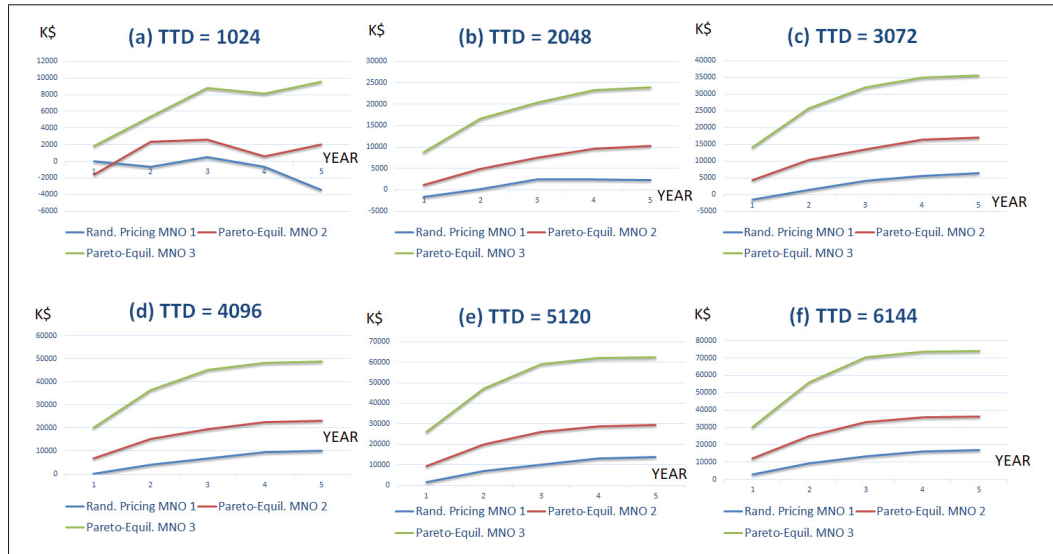 K$
(a) TTD = 1024
12000
10000
8000
6000
4000
2000
0
-2000
-4000
-6000
1 2 3 4 5
YEAR
Rand. Pricing MNO 1 Pareto-Equil. MNO 2
Pareto-Equil. MNO 3
K$
(b) TTD = 2048
30000
25000
20000
15000
10000
5000
0
-5000
1 2 3 4 5
YEAR
Rand. Pricing MNO 1 Pareto-Equil. MNO 2
Pareto-Equil. MNO 3
K$
(c) TTD = 3072
40000
35000
30000
25000
20000
15000
10000
5000
0
-5000
1 2 3 4 5
YEAR
Rand. Pricing MNO 1 Pareto-Equil. MNO 2
Pareto-Equil. MNO 3
K$
(d) TTD = 4096
60000
50000
40000
30000
20000
10000
0
1 2 3 4 5
YEAR
Rand. Pricing MNO 1 Pareto-Equil. MNO 2
Pareto-Equil. MNO 3
K$
(e) TTD = 5120
70000
60000
50000
40000
30000
20000
10000
0
1 2 3 4 5
YEAR
Rand. Pricing MNO 1 Pareto-Equil. MNO 2
Pareto-Equil. MNO 3
K$
(f) TTD = 6144
80000
70000
60000
50000
40000
30000
20000
10000
0
1 2 3 4 5
YEAR
Rand. Pricing MNO 1 Pareto-Equil. MNO 2
Pareto-Equil. MNO 3